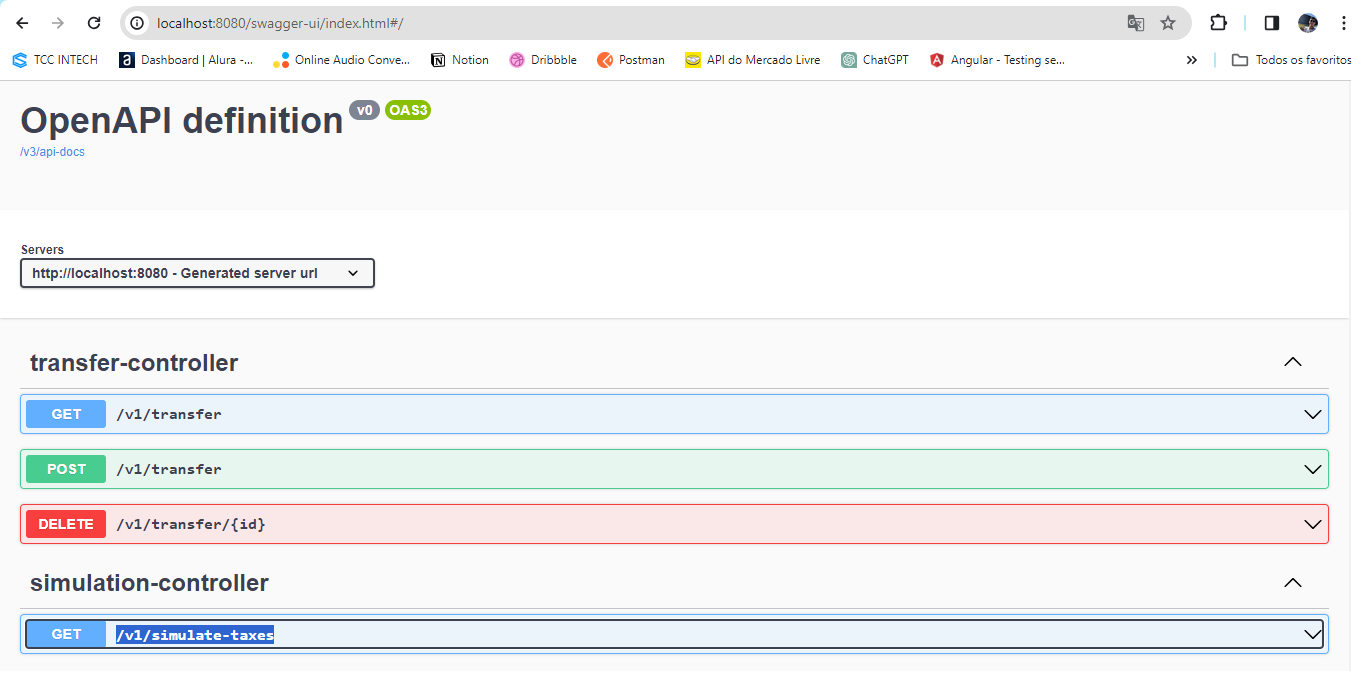 localhost:8080/swagger-ui/index.html#/
TCC INTECH Dashboard | Alura -... Online Audio Conve... Notion Dribbble Postman API do Mercado Livre ChatGPT Angular - Testing se... » Todos os favoritos
OpenAPI definition v0 OAS3
/v3/api-docs
Servers
http://localhost:8080 - Generated server url
transfer-controller
GET /v1/transfer
POST /v1/transfer
DELETE /v1/transfer/{id}
simulation-controller
GET /v1/simulate-taxes